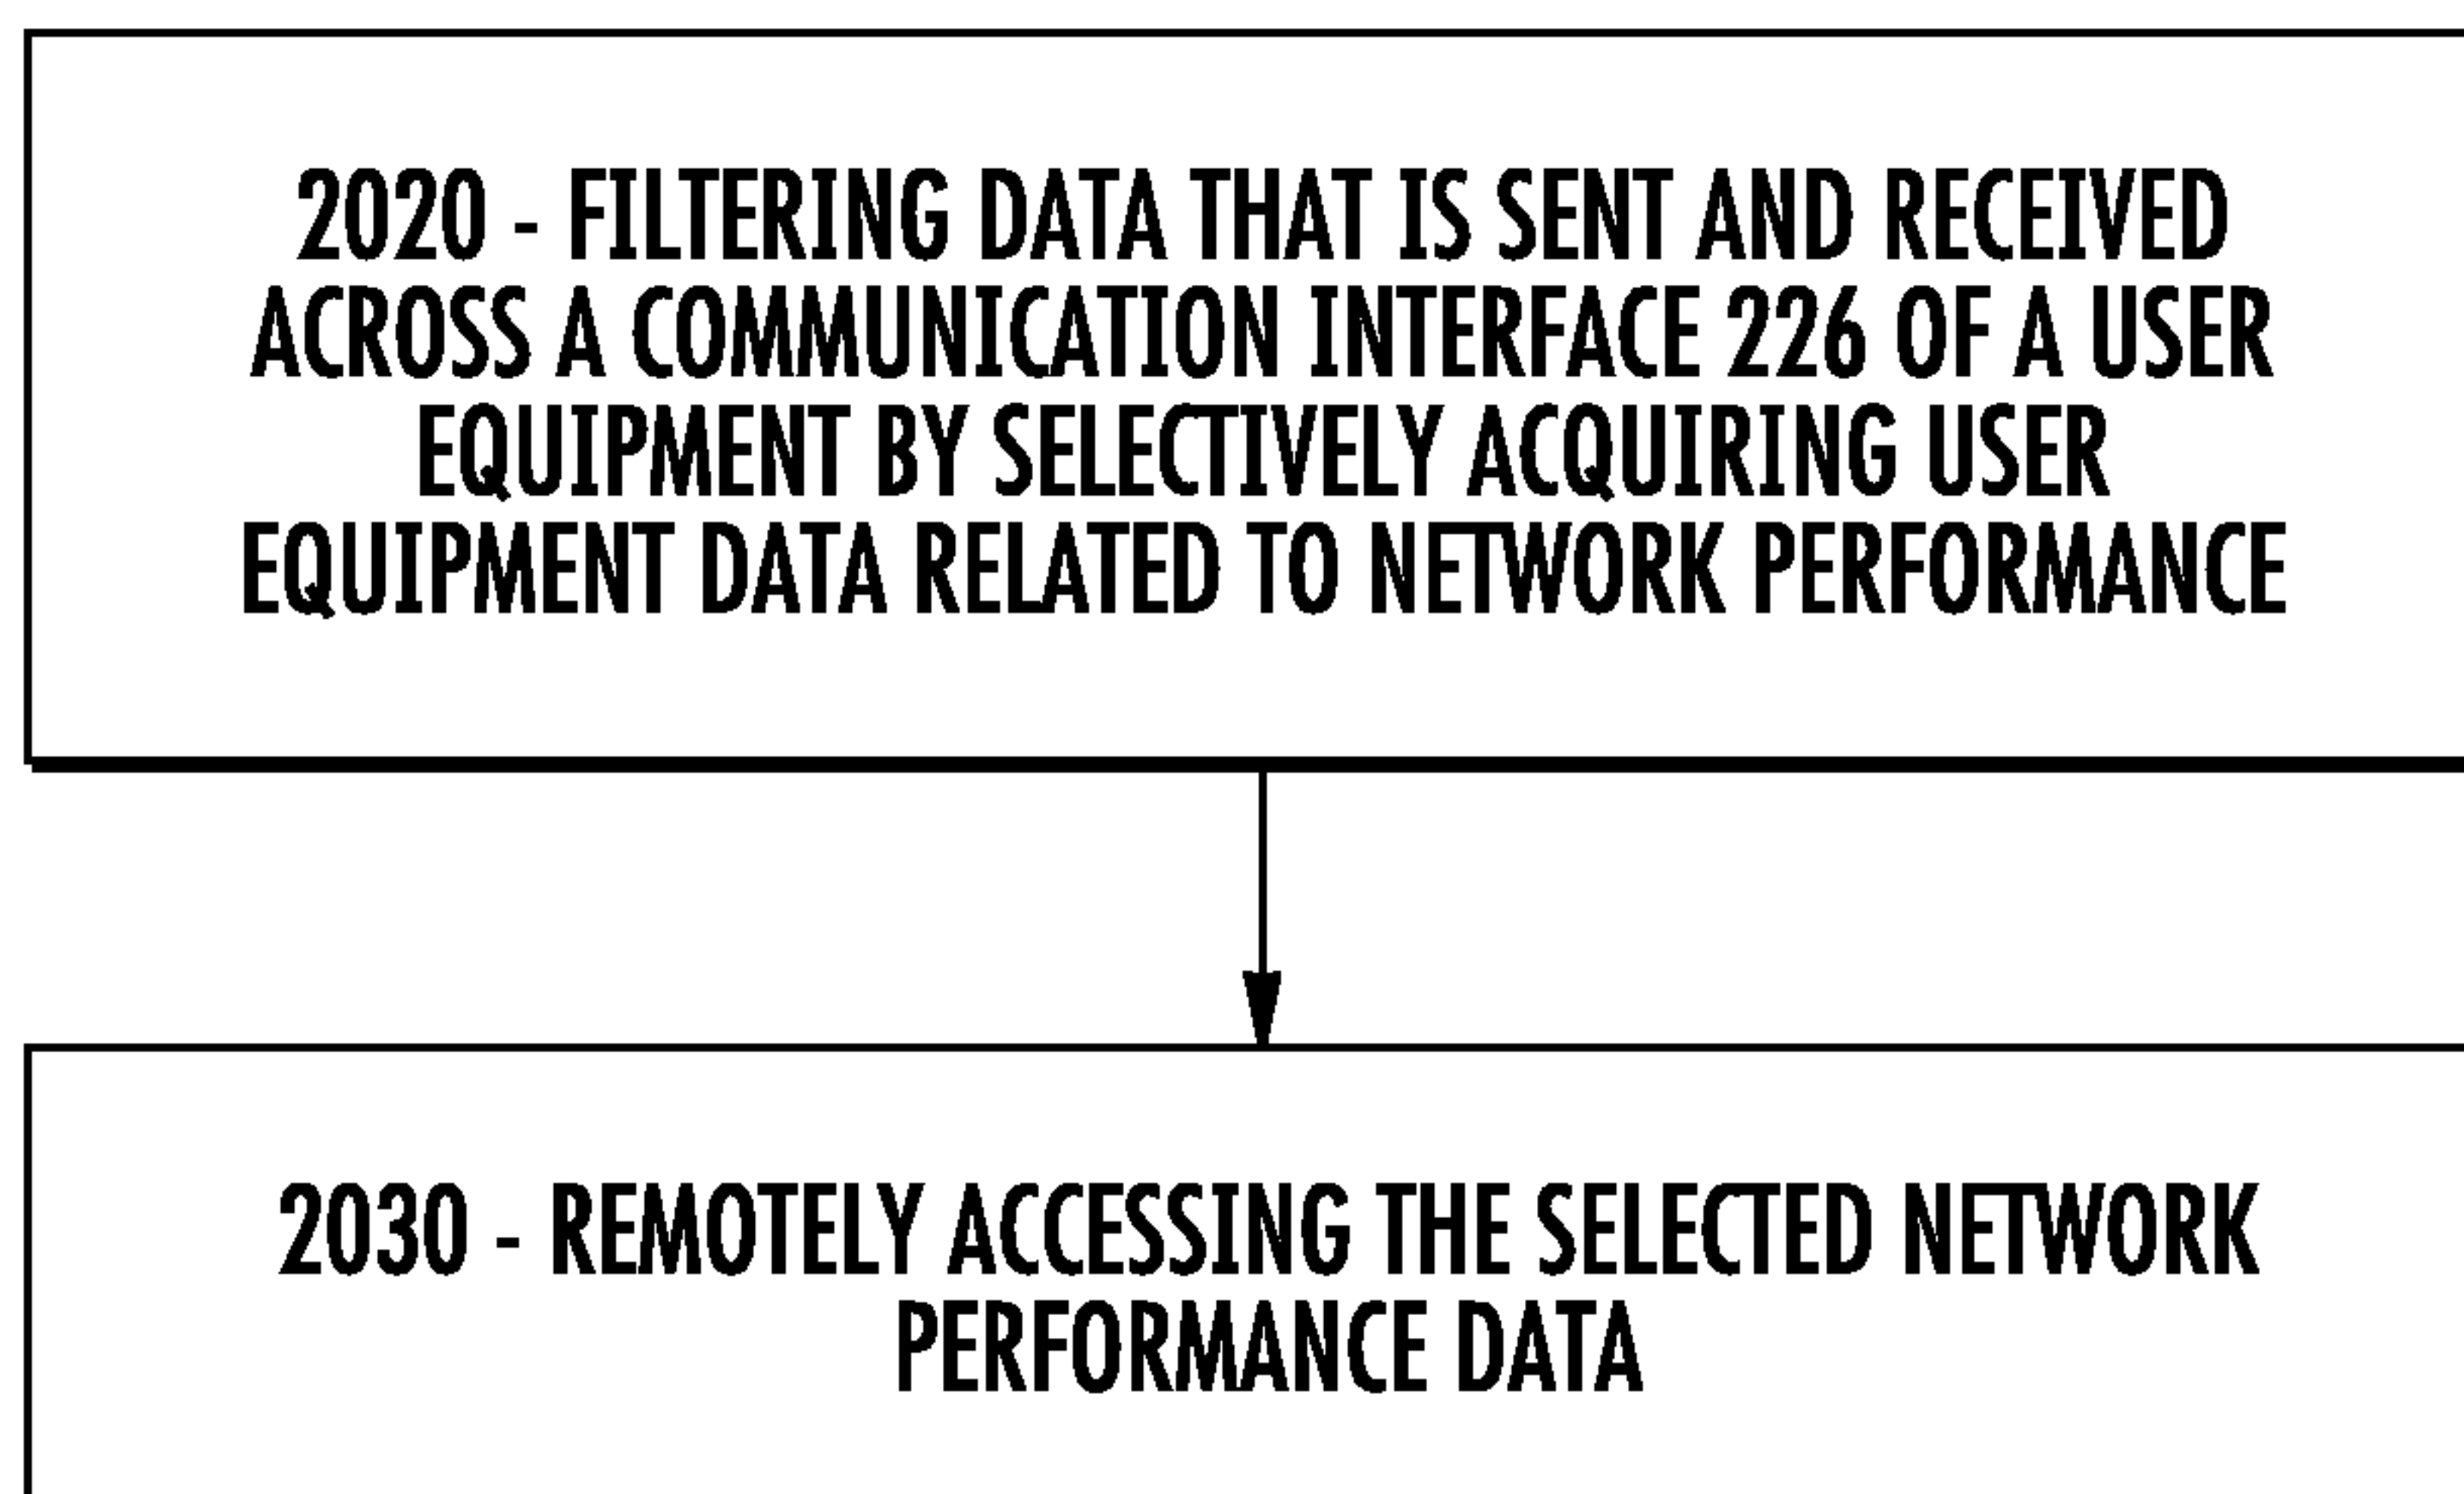 2020 - FILTERING DATA THAT IS SENT AND RECEIVED
ACROSS A COMMUNICATION INTERFACE 226 OF A USER
EQUIPMENT BY SELECTIVELY ACQUIRING USER
EQUIPMENT DATA RELATED TO NETWORK PERFORMANCE
2030 - REMOTELY ACCESSING THE SELECTED NETWORK
PERFORMANCE DATA